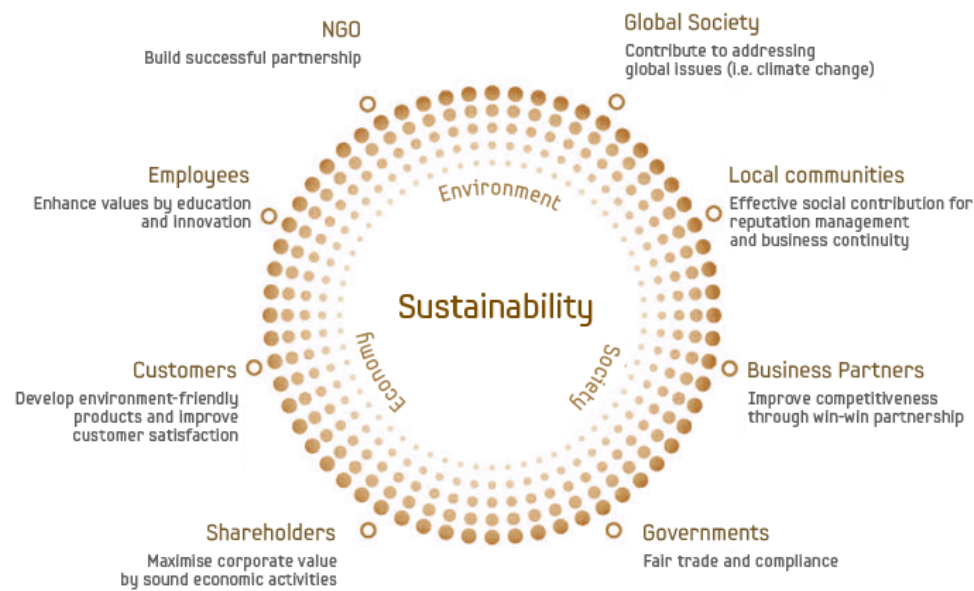 NGO
Build successful partnership
Global Society
Contribute to addressing
global issues (i.e. climate change)
Employees
Enhance values by education
and innovation
Local communities
Effective social contribution for
reputation management
and business continuity
Environment
Sustainability
Economy
Society
Customers
Develop environment-friendly
products and improve
customer satisfaction
Business Partners
Improve competitiveness
through win-win partnership
Shareholders
Maximise corporate value
by sound economic activities
Governments
Fair trade and compliance